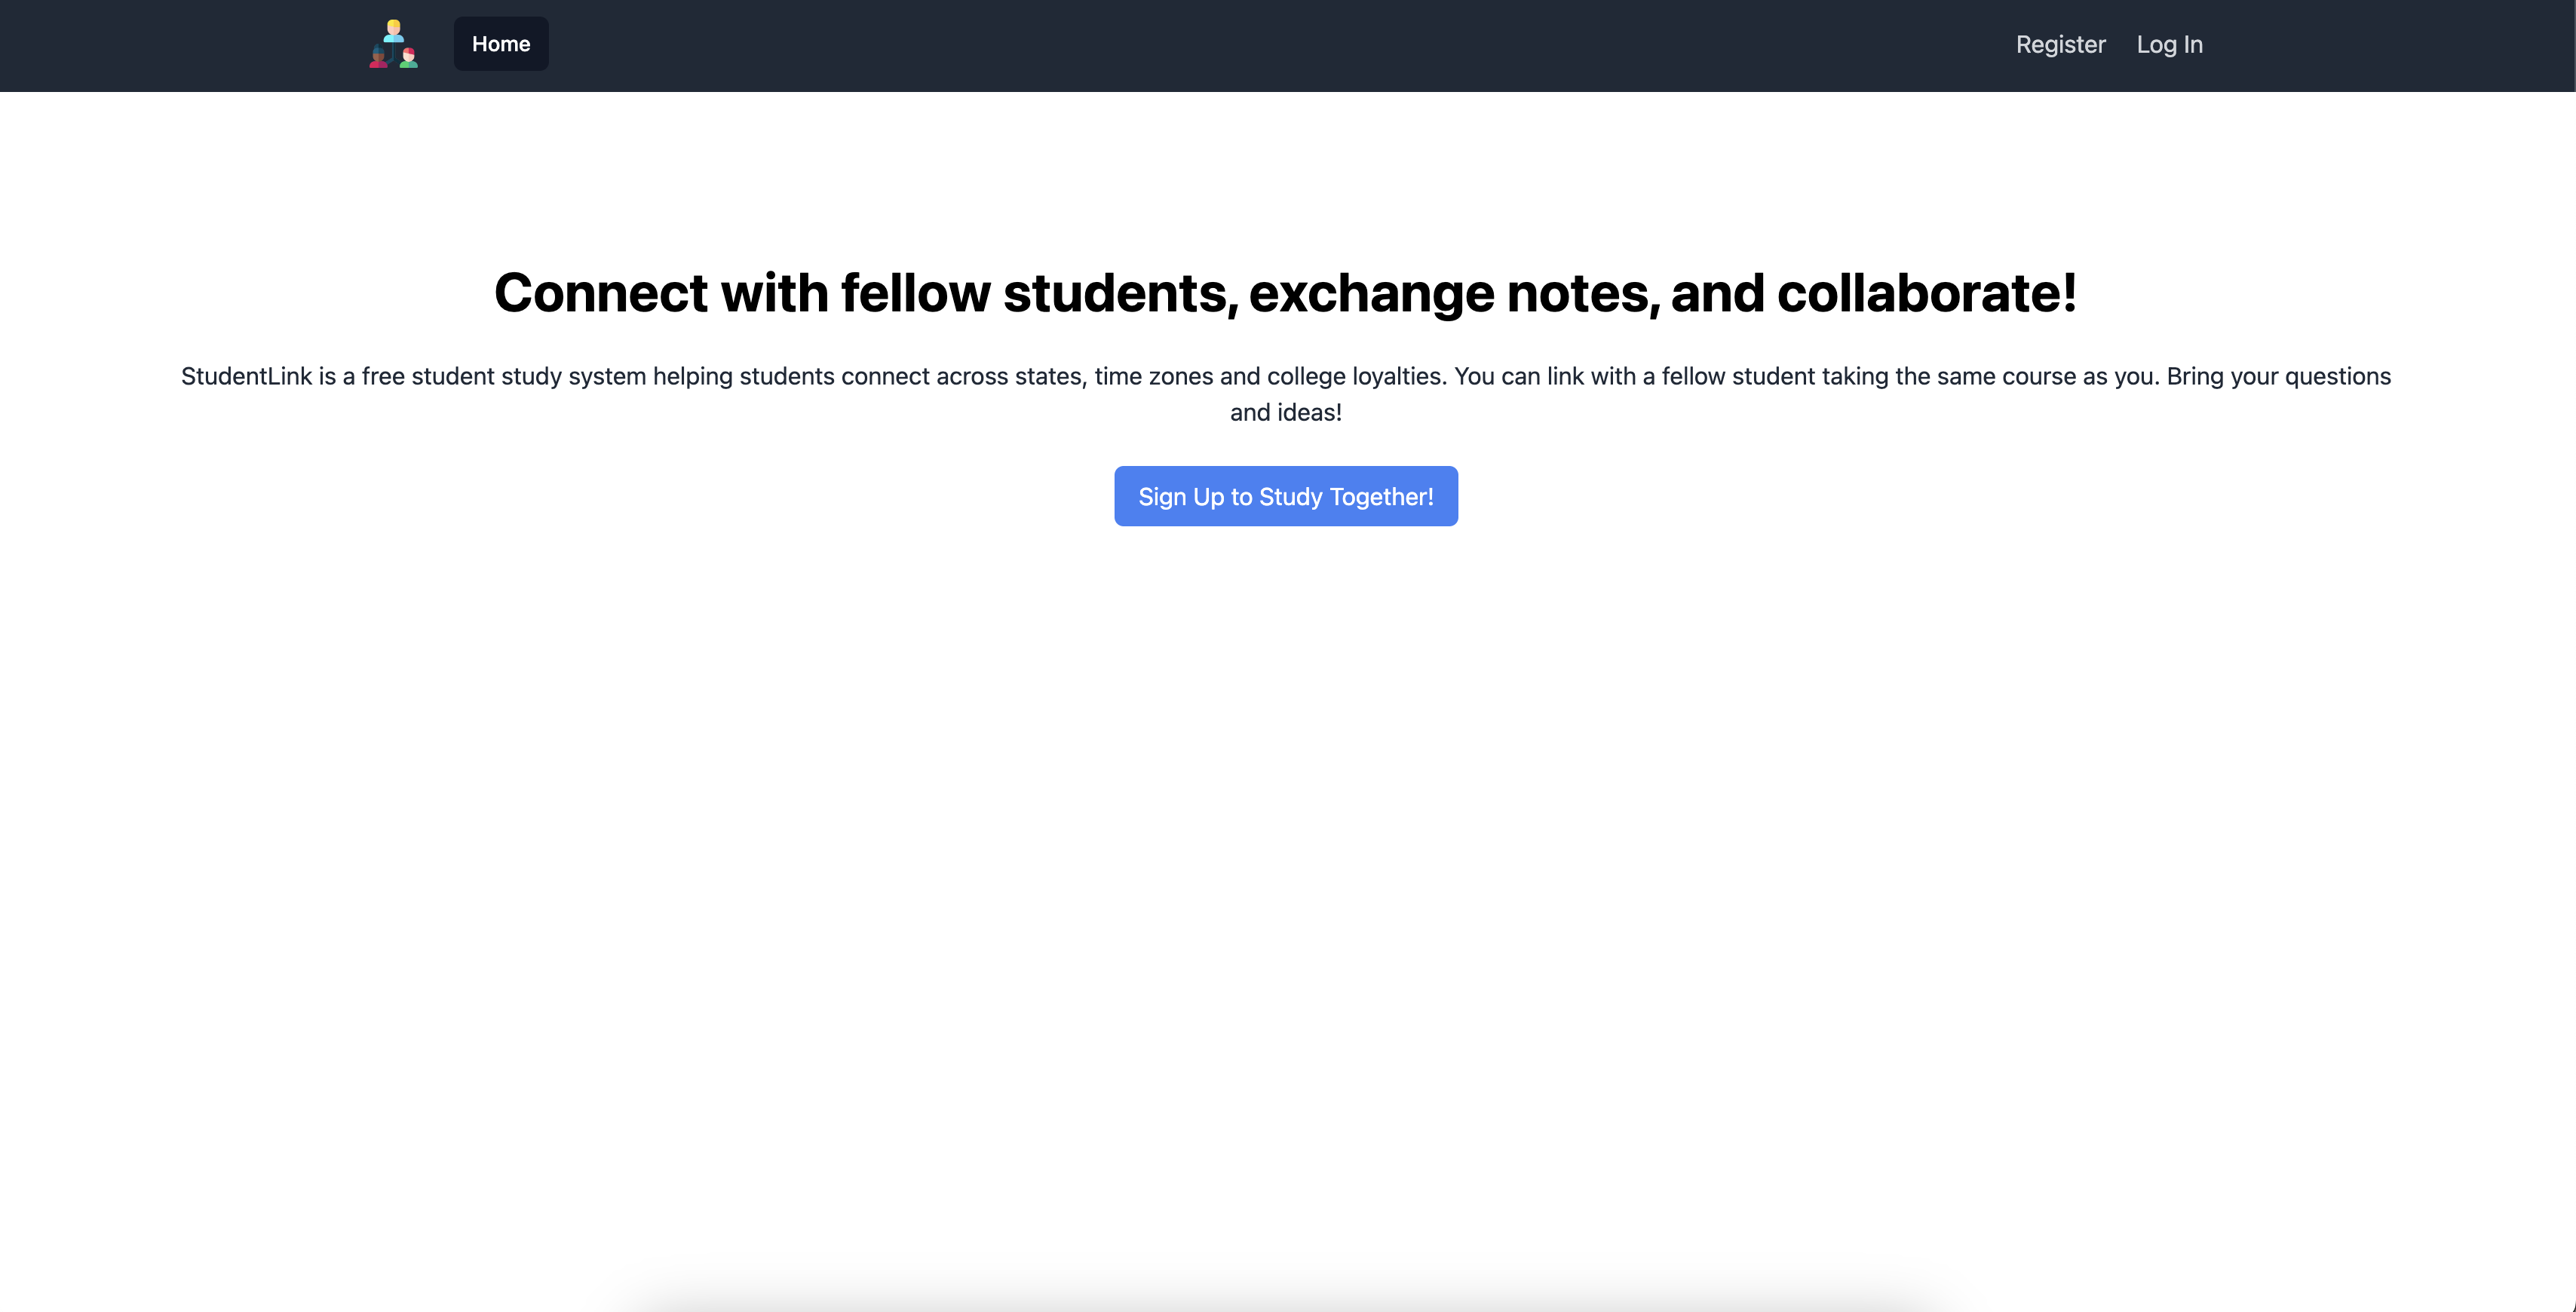 Home
Register
Log In
Connect with fellow students, exchange notes, and collaborate!
StudentLink is a free student study system helping students connect across states, time zones and college loyalties. You can link with a fellow student taking the same course as you. Bring your questions
and ideas!
Sign Up to Study Together!